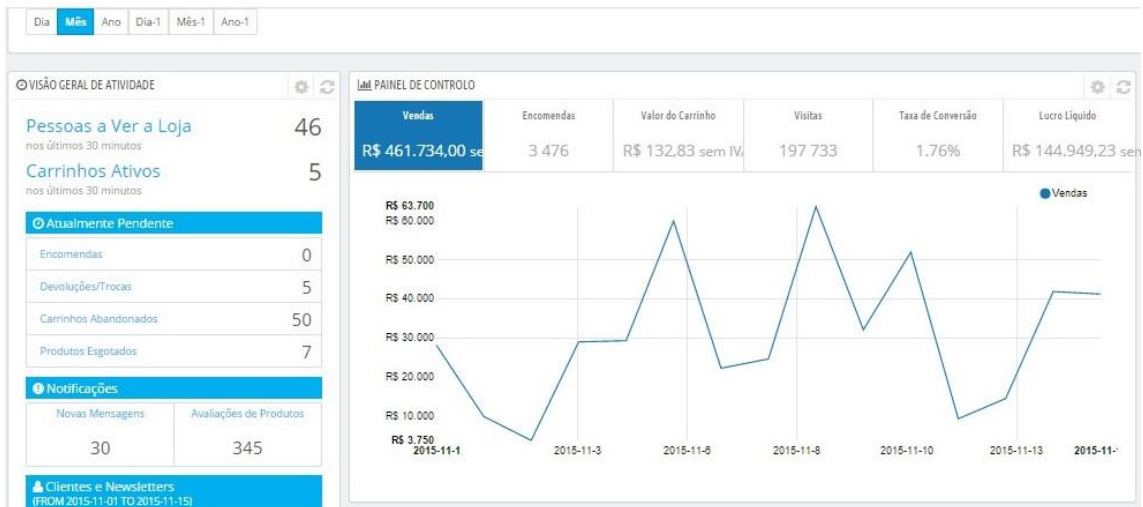 Dia Mês Ano Dia-1 Mês-1 Ano-1
VISÃO GERAL DE ATIVIDADE
Pessoas a Ver a Loja 46
nos últimos 30 minutos
Carrinhos Ativos 5
nos últimos 30 minutos
Atualmente Pendente
Encomendas 0
Devoluções/Trocas 5
Carrinhos Abandonados 50
Produtos Esgotados 7
Notificações
Novas Mensagens Avaliações de Produtos
30 345
Clientes e Newsletters
(FROM 2015-11-01 TO 2015-11-15)
PAINEL DE CONTROLO
Vendas Encomendas Valor do Carrinho Visitas Taxa de Conversão Lucro Líquido
R$ 461.734,00 se 3 476 R$ 132,83 sem IV 197 733 1.76% R$ 144.949,23 sem
Vendas
R$ 63.700
R$ 60.000
R$ 50.000
R$ 40.000
R$ 30.000
R$ 20.000
R$ 10.000
R$ 3.750
2015-11-1 2015-11-3 2015-11-6 2015-11-8 2015-11-10 2015-11-13 2015-11-